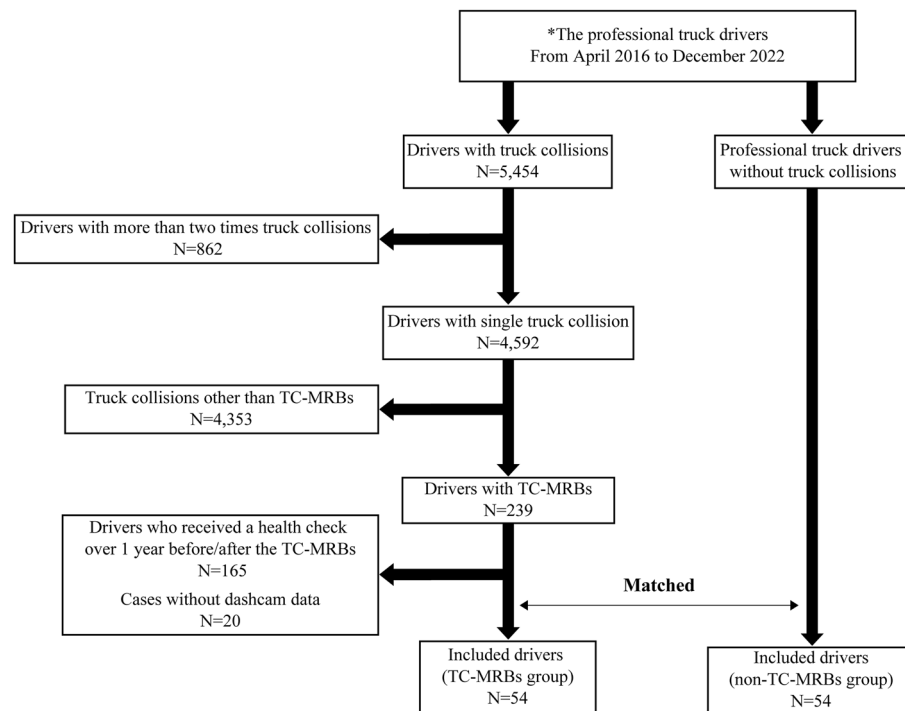 *The professional truck drivers
From April 2016 to December 2022
Drivers with truck collisions
N=5,454
Professional truck drivers
without truck collisions
Drivers with more than two times truck collisions
N=862
Drivers with single truck collision
N=4,592
Truck collisions other than TC-MRBs
N=4,353
Drivers with TC-MRBs
N=239
Drivers who received a health check
over 1 year before/after the TC-MRBs
N=165
Cases without dashcam data
N=20
Matched
Included drivers
(TC-MRBs group)
N=54
Included drivers
(non-TC-MRBs group)
N=54